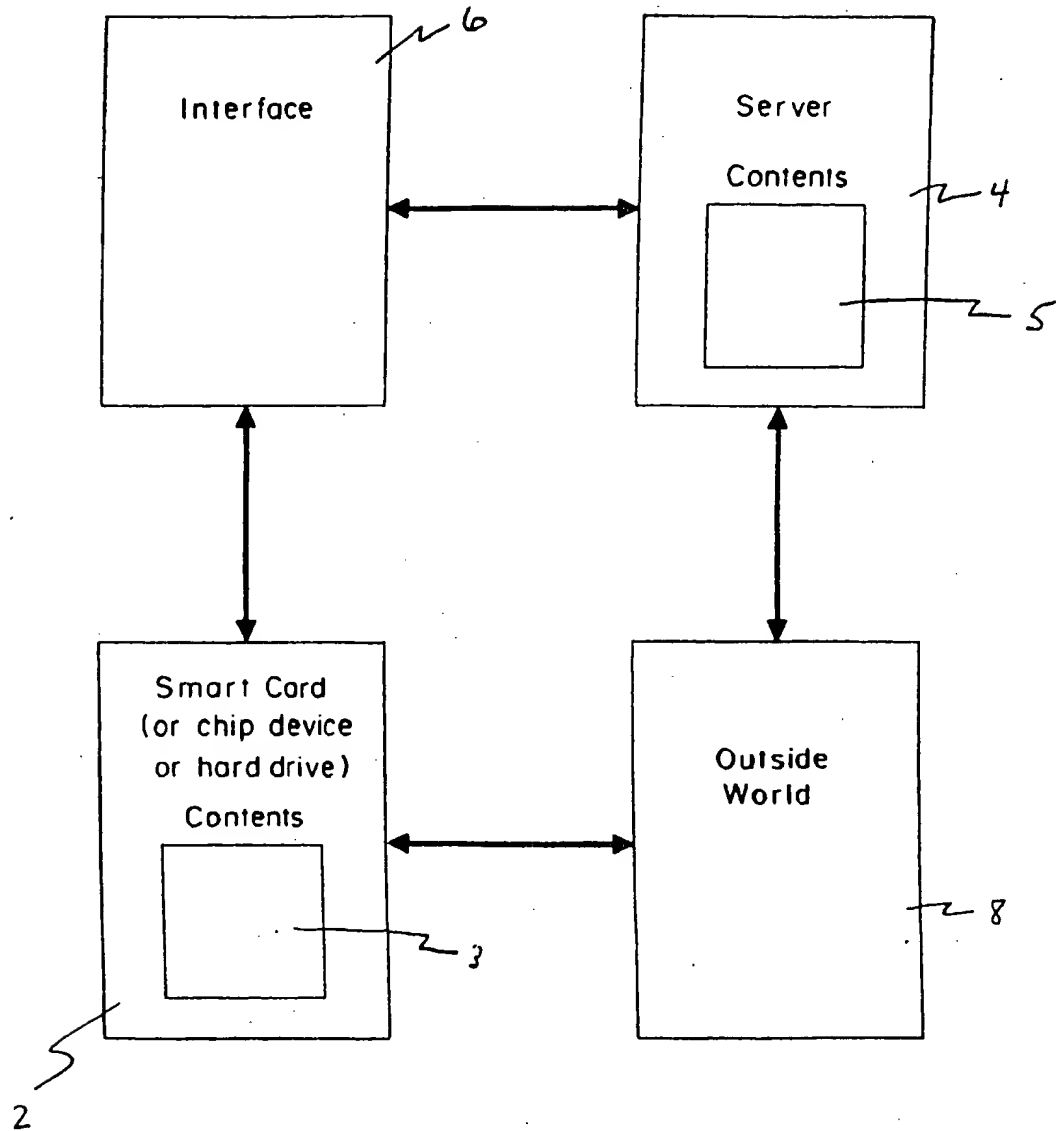 6
Interface
Server
Contents
4
5
Smart Card
(or chip device
or hard drive)
Contents
3
2
Outside
World
8